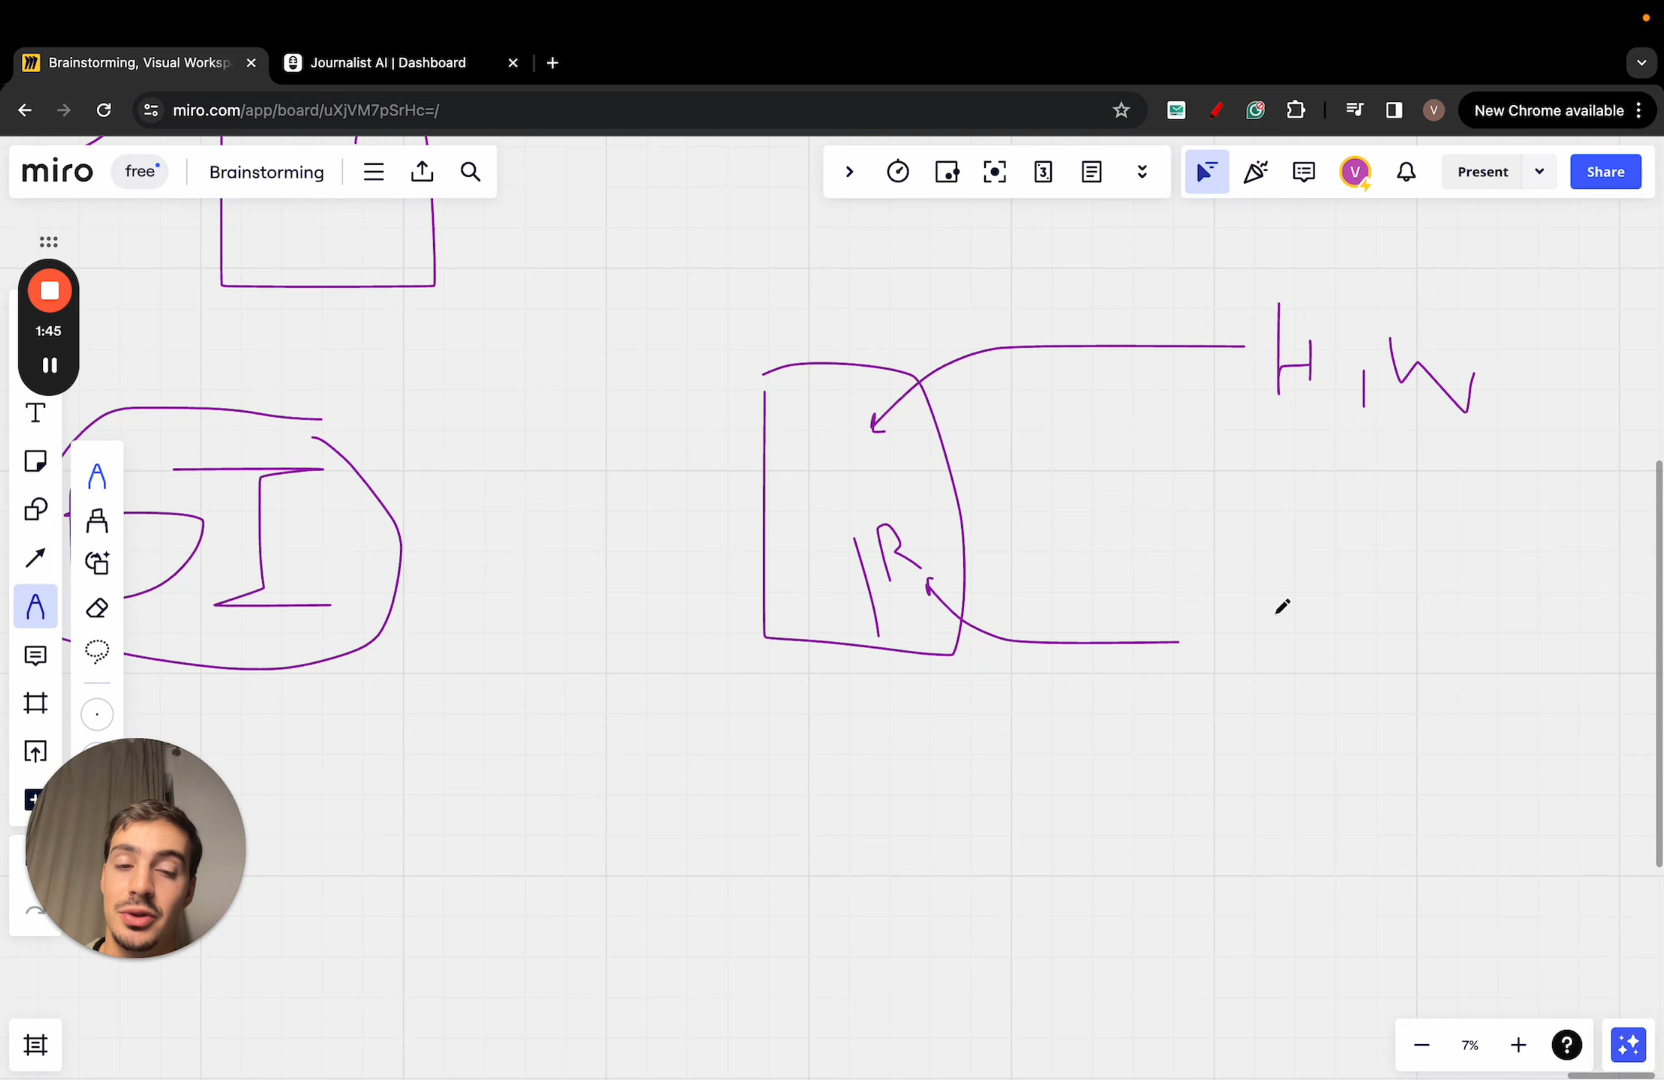 Brainstorming, Visual Worksp
Journalist AI | Dashboard
miro.com/app/board/uXjVM7pSrHc=/
New Chrome available
miro
free
Brainstorming
3
V
V
Present
Share
1:45
T
H I W
I
R
7%
?